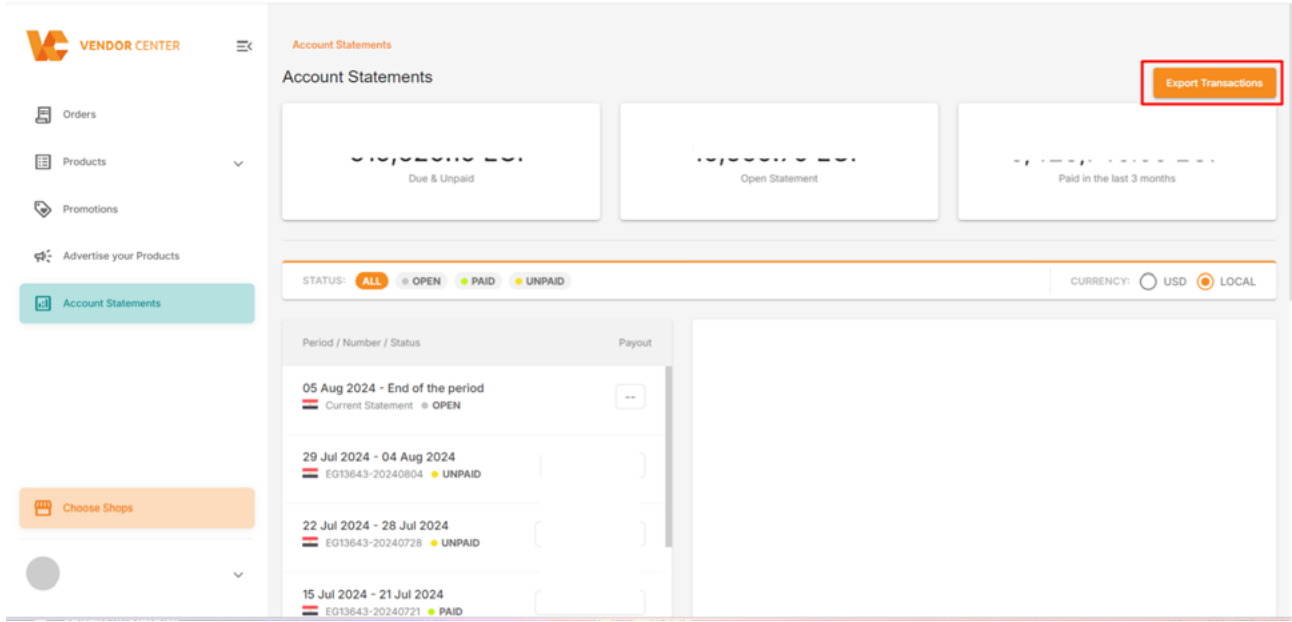 VENDOR CENTER
Orders
Products
Promotions
Advertise your Products
Account Statements
Choose Shops
Account Statements
Account Statements
Export Transactions
Due & Unpaid
Open Statement
Paid in the last 3 months
STATUS: ALL OPEN PAID UNPAID
CURRENCY: USD LOCAL
Period / Number / Status Payout
05 Aug 2024 - End of the period
Current Statement OPEN
--
29 Jul 2024 - 04 Aug 2024
EG13643-20240804 UNPAID
22 Jul 2024 - 28 Jul 2024
EG13643-20240728 UNPAID
15 Jul 2024 - 21 Jul 2024
EG13643-20240721 PAID